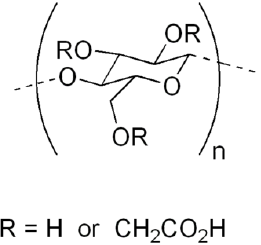 OR
RO
O
O
OR
n
R = H or CH₂CO₂H